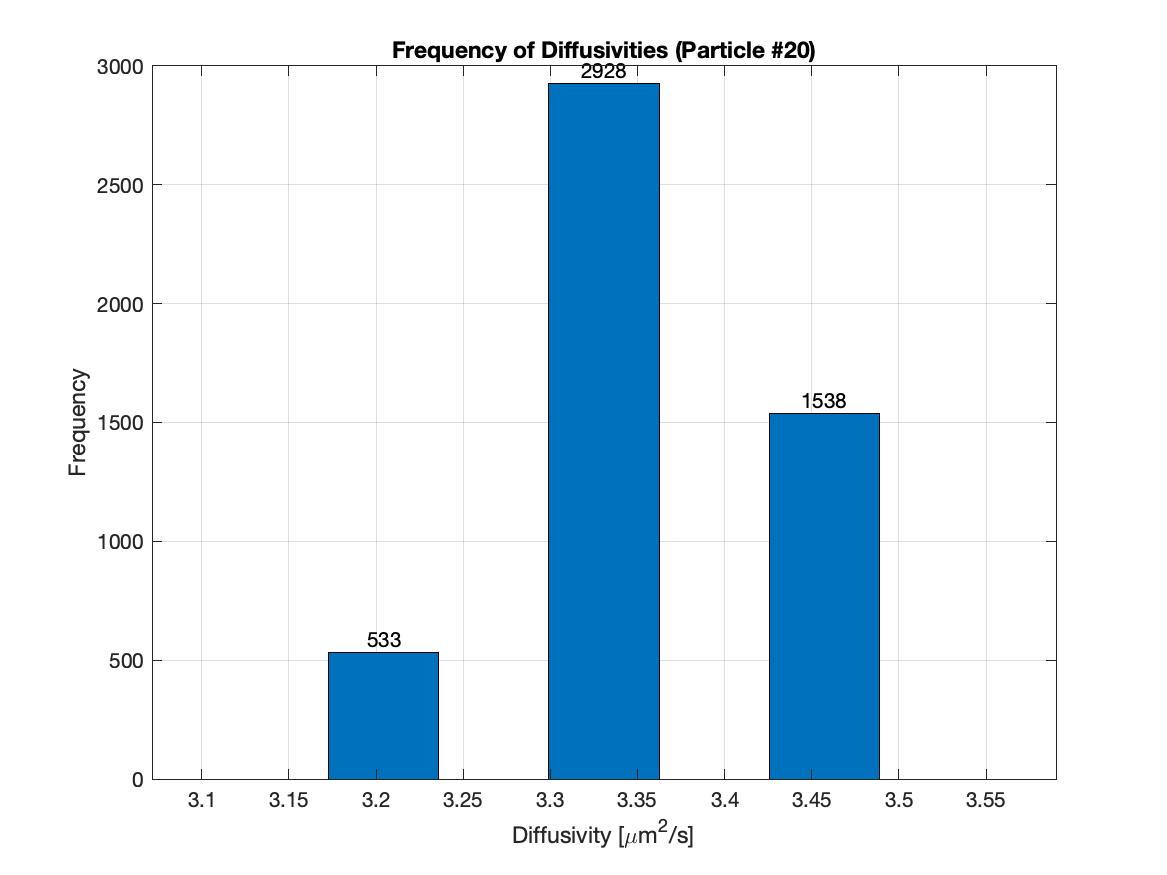 Frequency of Diffusivities (Particle #20)
3000
2928
2500
2000
1538
1500
Frequency
1000
533
500
0
3.1 3.15 3.2 3.25 3.3 3.35 3.4 3.45 3.5 3.55
Diffusivity [μm²/s]